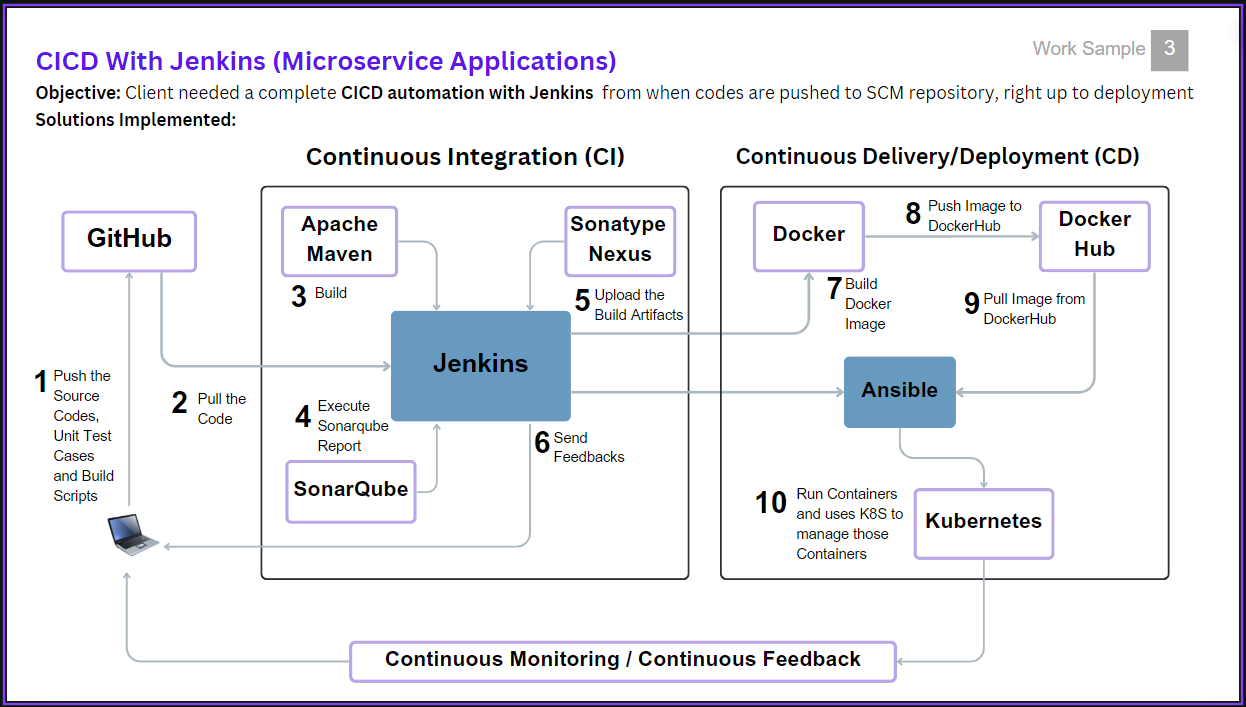 Work Sample 3
CICD With Jenkins (Microservice Applications)
Objective: Client needed a complete CICD automation with Jenkins from when codes are pushed to SCM repository, right up to deployment
Solutions Implemented:
Continuous Integration (CI)
Continuous Delivery/Deployment (CD)
GitHub
Apache
Maven
3 Build
Sonatype
Nexus
5 Upload the
Build Artifacts
Jenkins
1 Push the
Source
Codes,
Unit Test
Cases
and Build
Scripts
2 Pull the
Code
4 Execute
Sonarqube
Report
SonarQube
6 Send
Feedbacks
Docker
8 Push Image to
DockerHub
Docker
Hub
7 Build
Docker
Image
9 Pull Image from
DockerHub
Ansible
10 Run Containers
and uses K8S to
manage those
Containers
Kubernetes
Continuous Monitoring / Continuous Feedback